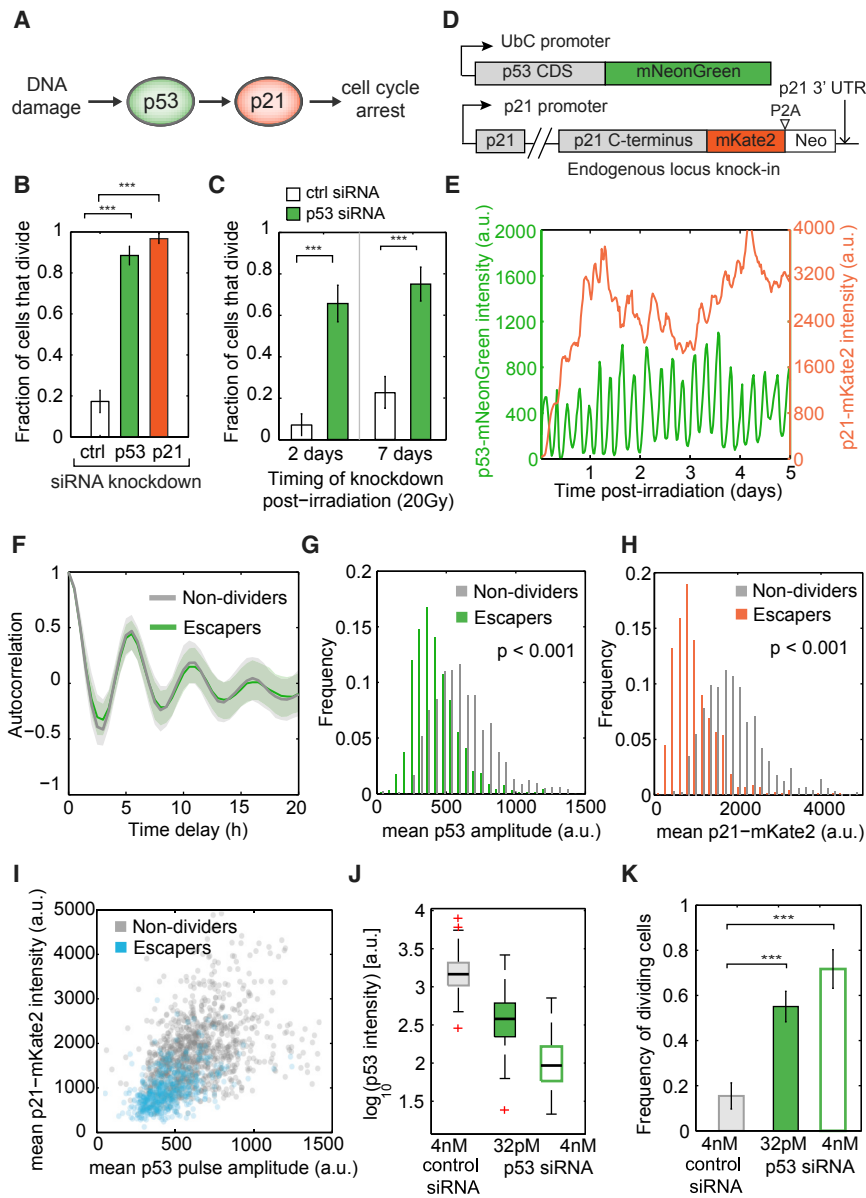 A
DNA
damage
p53
p21
cell cycle
arrest
D
UbC promoter
p53 CDS
mNeonGreen
p21 promoter
p21 3' UTR
P2A
p21
p21 C-terminus
mKate2
Neo
Endogenous locus knock-in
B
***
***
Fraction of cells that divide
1
0.8
0.6
0.4
0.2
0
ctrl
p53
p21
siRNA knockdown
C
ctrl siRNA
p53 siRNA
***
***
Fraction of cells that divide
1
0.8
0.6
0.4
0.2
0
2 days
7 days
Timing of knockdown
post−irradiation (20Gy)
E
p53-mNeonGreen intensity (a.u.)
2000
1600
1200
800
400
0
p21-mKate2 intensity (a.u.)
4000
3200
2400
1600
800
0
1 2 3 4 5
Time post-irradiation (days)
F
Non-dividers
Escapers
Autocorrelation
1
0.5
0
−0.5
−1
0 5 10 15 20
Time delay (h)
G
Non-dividers
Escapers
p < 0.001
Frequency
0.2
0.15
0.1
0.05
0
0 500 1000 1500
mean p53 amplitude (a.u.)
H
Non-dividers
Escapers
p < 0.001
Frequency
0.2
0.15
0.1
0.05
0
0 2000 4000
mean p21−mKate2 (a.u.)
I
Non-dividers
Escapers
mean p21−mKate2 intensity (a.u.)
5000
4000
3000
2000
1000
0
0 500 1000 1500
mean p53 pulse amplitude (a.u.)
J
log10(p53 intensity) [a.u.]
4
3.5
3
2.5
2
1.5
4nM
control
siRNA
32pM 4nM
p53 siRNA
K
***
***
Frequency of dividing cells
1
0.8
0.6
0.4
0.2
0
4nM
control
siRNA
32pM 4nM
p53 siRNA